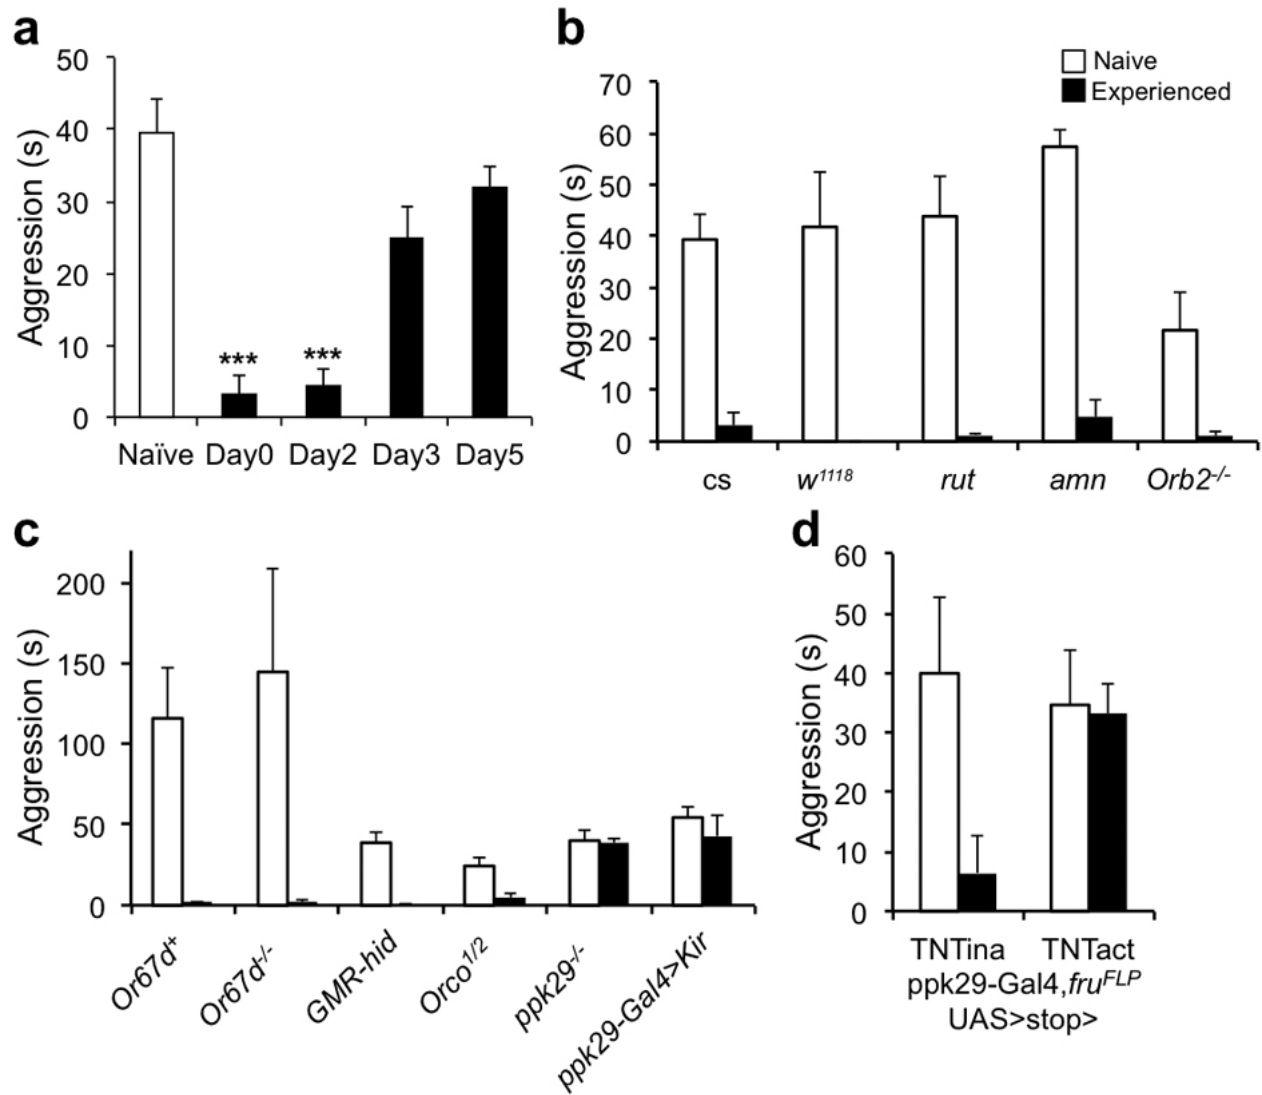 a
50
40
30
20
10
0
Aggression (s)
*** ***
Naïve Day0 Day2 Day3 Day5
b
Naive
Experienced
70
60
50
40
30
20
10
0
Aggression (s)
cs w1118 rut amn Orb2-/-
c
200
150
100
50
0
Aggression (s)
Or67d+
Or67d-/-
GMR-hid
Orco1/2
ppk29-/-
ppk29-Gal4>Kir
d
60
50
40
30
20
10
0
Aggression (s)
TNTina TNTact
ppk29-Gal4,fruFLP
UAS>stop>